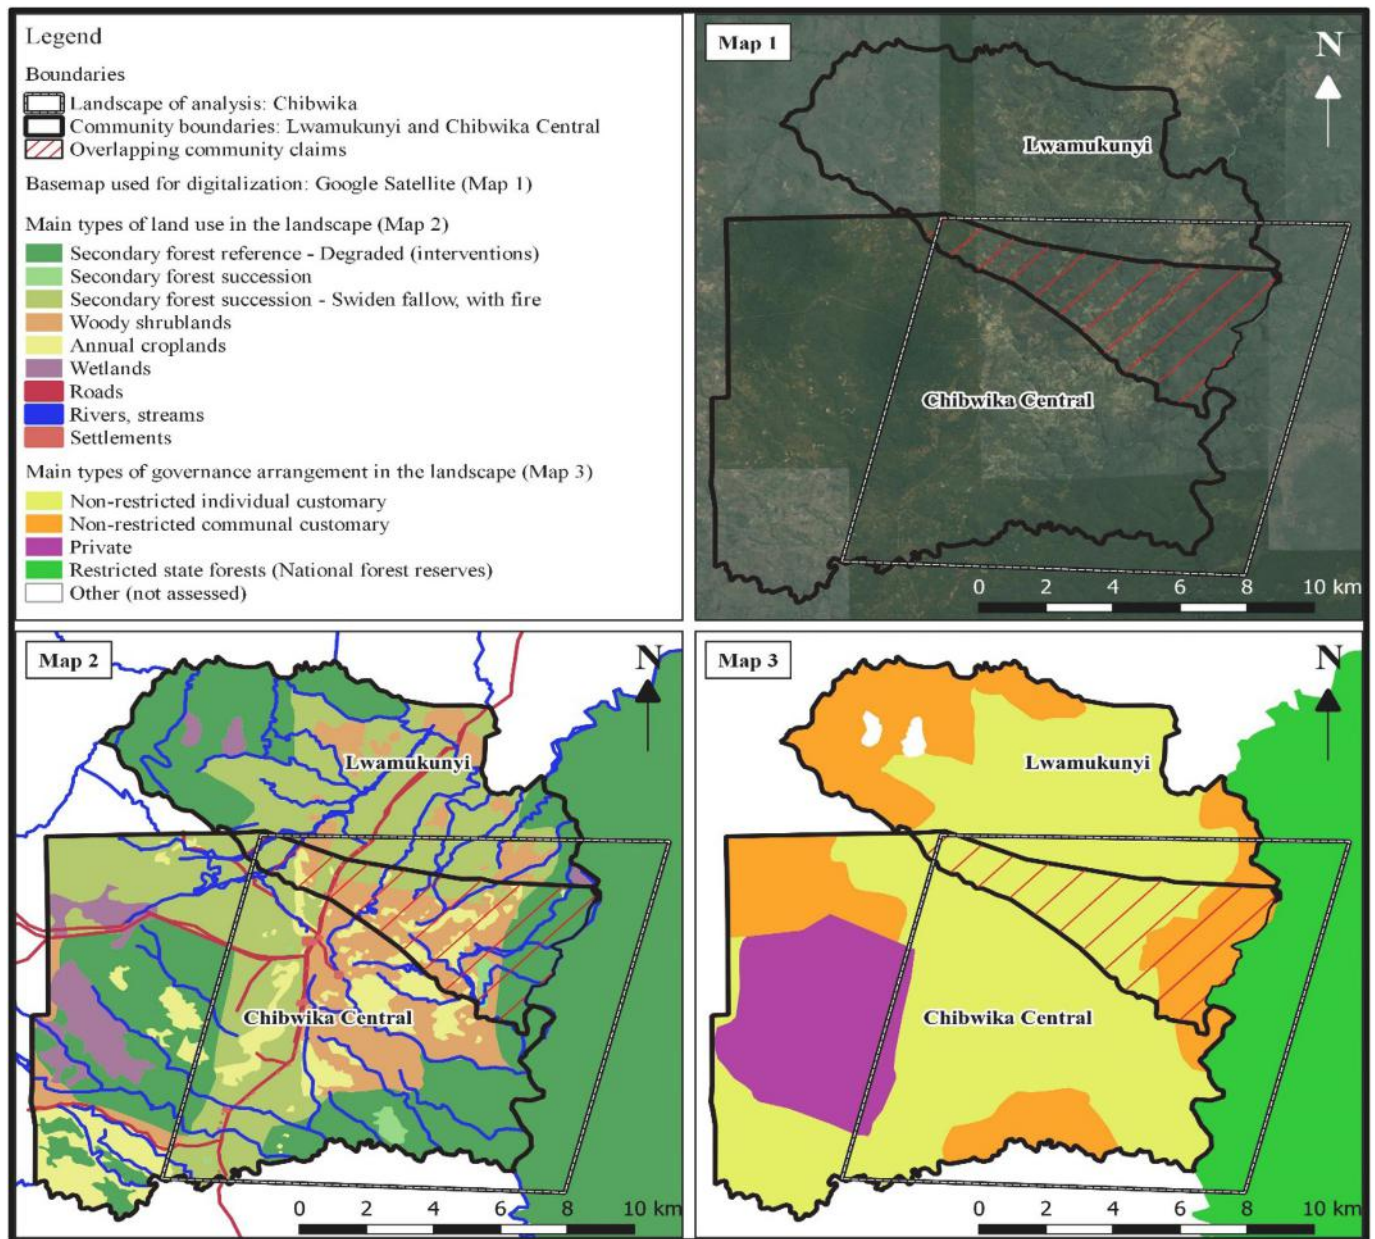 Legend
Boundaries
Landscape of analysis: Chibwika
Community boundaries: Lwamukunyi and Chibwika Central
Overlapping community claims
Basemap used for digitalization: Google Satellite (Map 1)
Main types of land use in the landscape (Map 2)
Secondary forest reference - Degraded (interventions)
Secondary forest succession
Secondary forest succession - Swiden fallow, with fire
Woody shrublands
Annual croplands
Wetlands
Roads
Rivers, streams
Settlements
Main types of governance arrangement in the landscape (Map 3)
Non-restricted individual customary
Non-restricted communal customary
Private
Restricted state forests (National forest reserves)
Other (not assessed)
Map 1
N
Lwamukunyi
Chibwika Central
0 2 4 6 8 10 km
Map 2
N
Lwamukunyi
Chibwika Central
0 2 4 6 8 10 km
Map 3
N
Lwamukunyi
Chibwika Central
0 2 4 6 8 10 km